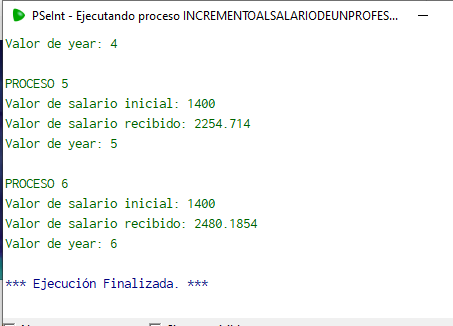 PSeInt - Ejecutando proceso INCREMENTOALSALARIODEUNPROFES...
Valor de year: 4
PROCESO 5
Valor de salario inicial: 1400
Valor de salario recibido: 2254.714
Valor de year: 5
PROCESO 6
Valor de salario inicial: 1400
Valor de salario recibido: 2480.1854
Valor de year: 6
*** Ejecución Finalizada. ***